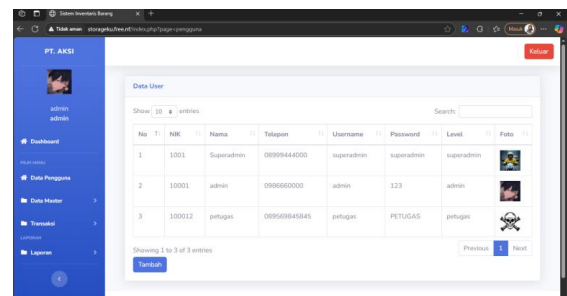 Sistem Inventaris Barang
Tidak aman storageku.free.nf/index.php?page=pengguna
Masuk
PT. AKSI
Keluar
admin
admin
Dashboard
PILIH MENU
Data Pengguna
Data Master
Transaksi
LAPORAN
Laporan
Data User
Show 10 entries
Search:
No NIK Nama Telepon Username Password Level Foto
1 1001 Superadmin 08999444000 superadmin superadmin superadmin
2 10001 admin 0986660000 admin 123 admin
3 100012 petugas 089569845845 petugas PETUGAS petugas
Showing 1 to 3 of 3 entries
Previous 1 Next
Tambah